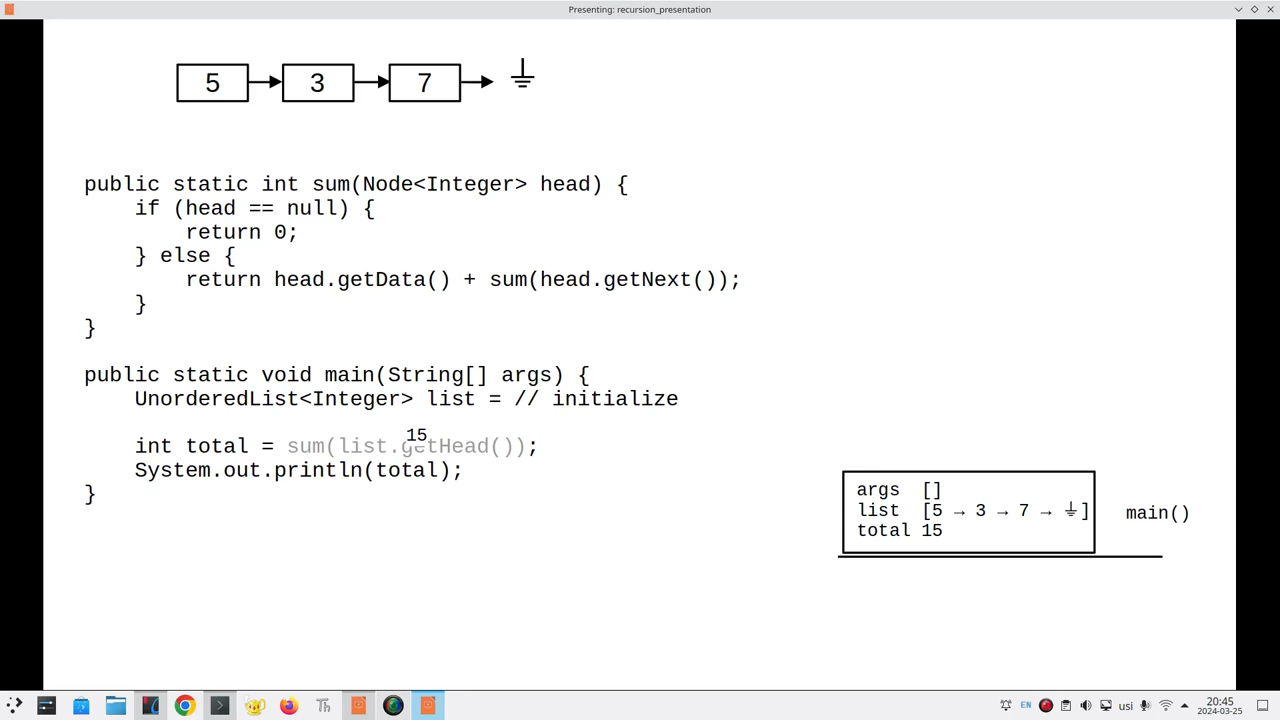 Presenting: recursion_presentation
5 3 7
public static int sum(Node<Integer> head) {
if (head == null) {
return 0;
} else {
return head.getData() + sum(head.getNext());
}
}
public static void main(String[] args) {
UnorderedList<Integer> list = // initialize
15
int total = sum(list.getHead());
System.out.println(total);
}
args []
list [5 → 3 → 7 → ⏚]
total 15
main()
Th
EN
usi
20:45
2024-03-25